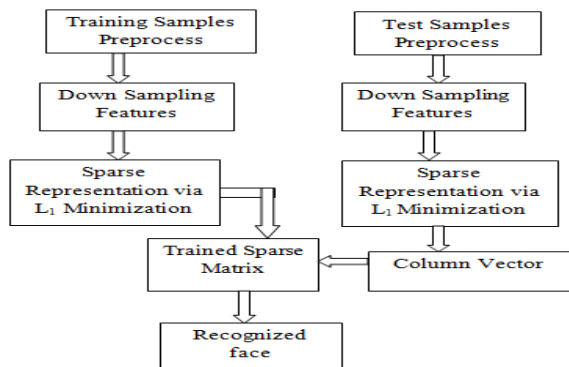 Training Samples
Preprocess
Down Sampling
Features
Sparse
Representation via
L₁ Minimization
Test Samples
Preprocess
Down Sampling
Features
Sparse
Representation via
L₁ Minimization
Column Vector
Trained Sparse
Matrix
Recognized
face